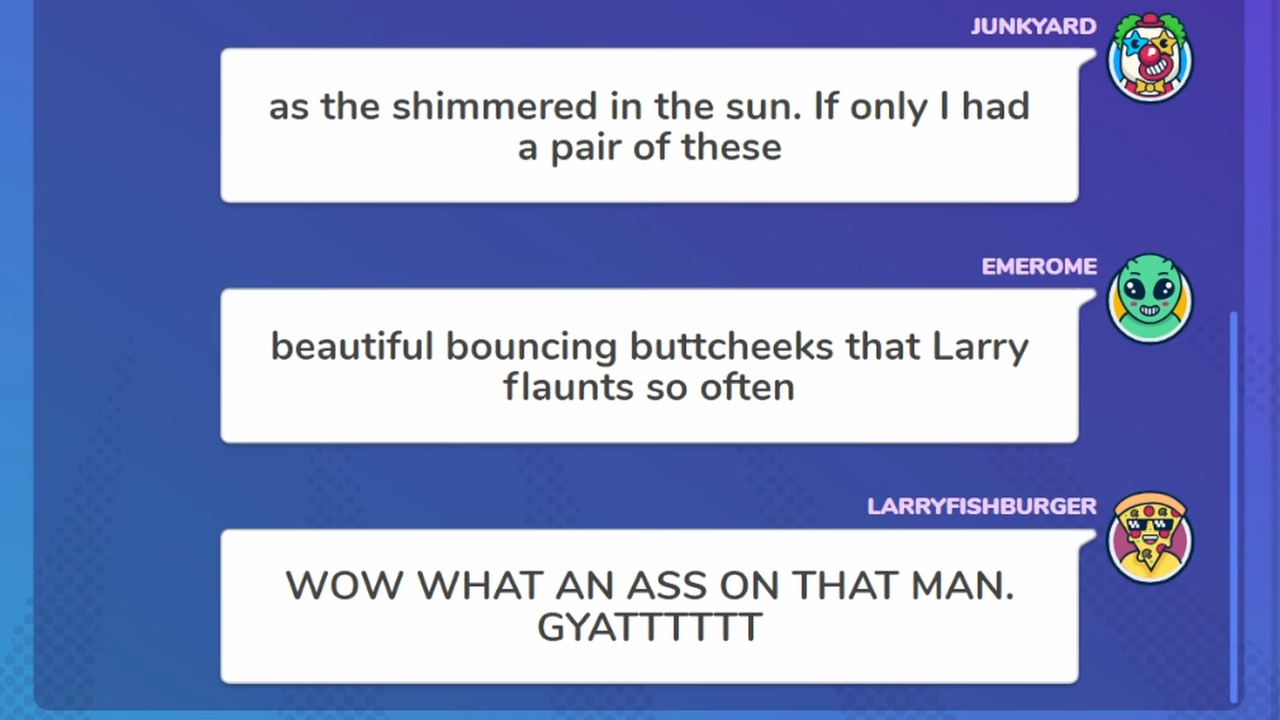 JUNKYARD
as the shimmered in the sun. If only I had
a pair of these
EMEROME
beautiful bouncing buttcheeks that Larry
flaunts so often
LARRYFISHBURGER
WOW WHAT AN ASS ON THAT MAN.
GYATTTTTT